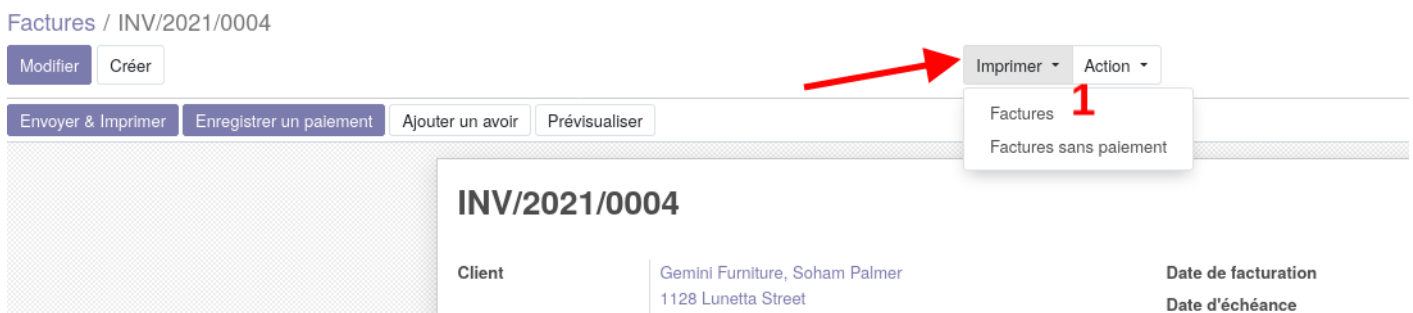 Factures / INV/2021/0004
Modifier Créer Imprimer Action
1
Envoyer & Imprimer Enregistrer un paiement Ajouter un avoir Prévisualiser
Factures
Factures sans paiement
INV/2021/0004
Client Gemini Furniture, Soham Palmer Date de facturation
1128 Lunetta Street Date d'échéance